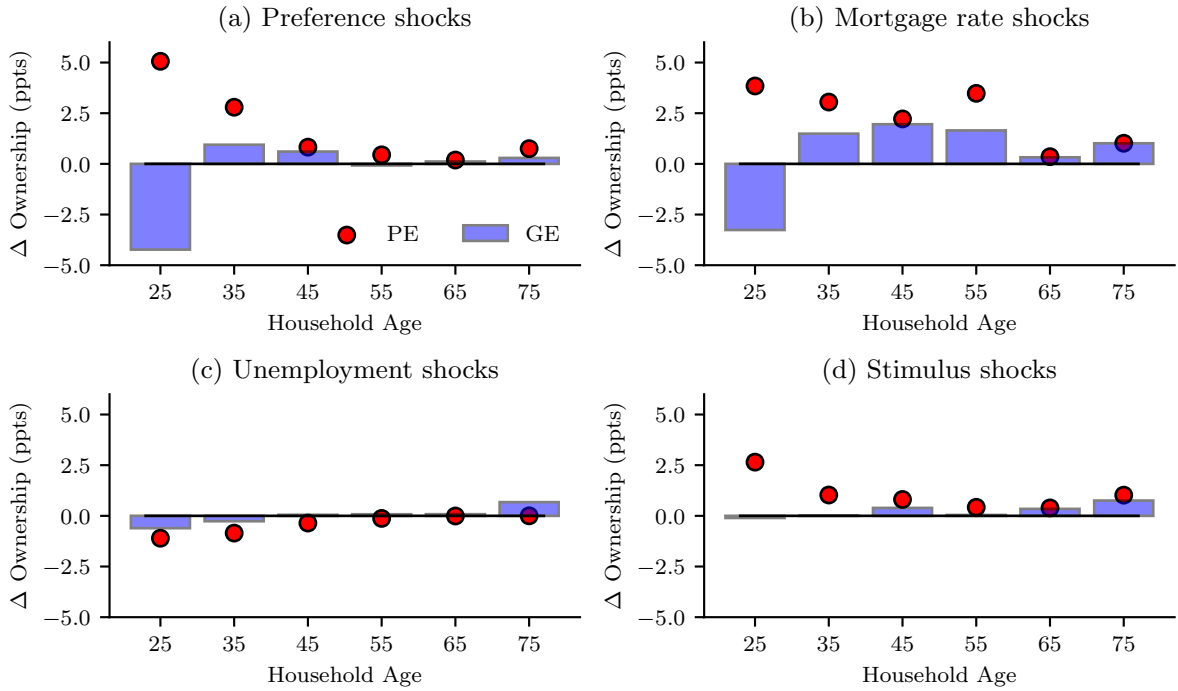 (a) Preference shocks
Δ Ownership (ppts)
5.0
2.5
0.0
−2.5
−5.0
PE
GE
25 35 45 55 65 75
Household Age
(b) Mortgage rate shocks
Δ Ownership (ppts)
5.0
2.5
0.0
−2.5
−5.0
25 35 45 55 65 75
Household Age
(c) Unemployment shocks
Δ Ownership (ppts)
5.0
2.5
0.0
−2.5
−5.0
25 35 45 55 65 75
Household Age
(d) Stimulus shocks
Δ Ownership (ppts)
5.0
2.5
0.0
−2.5
−5.0
25 35 45 55 65 75
Household Age